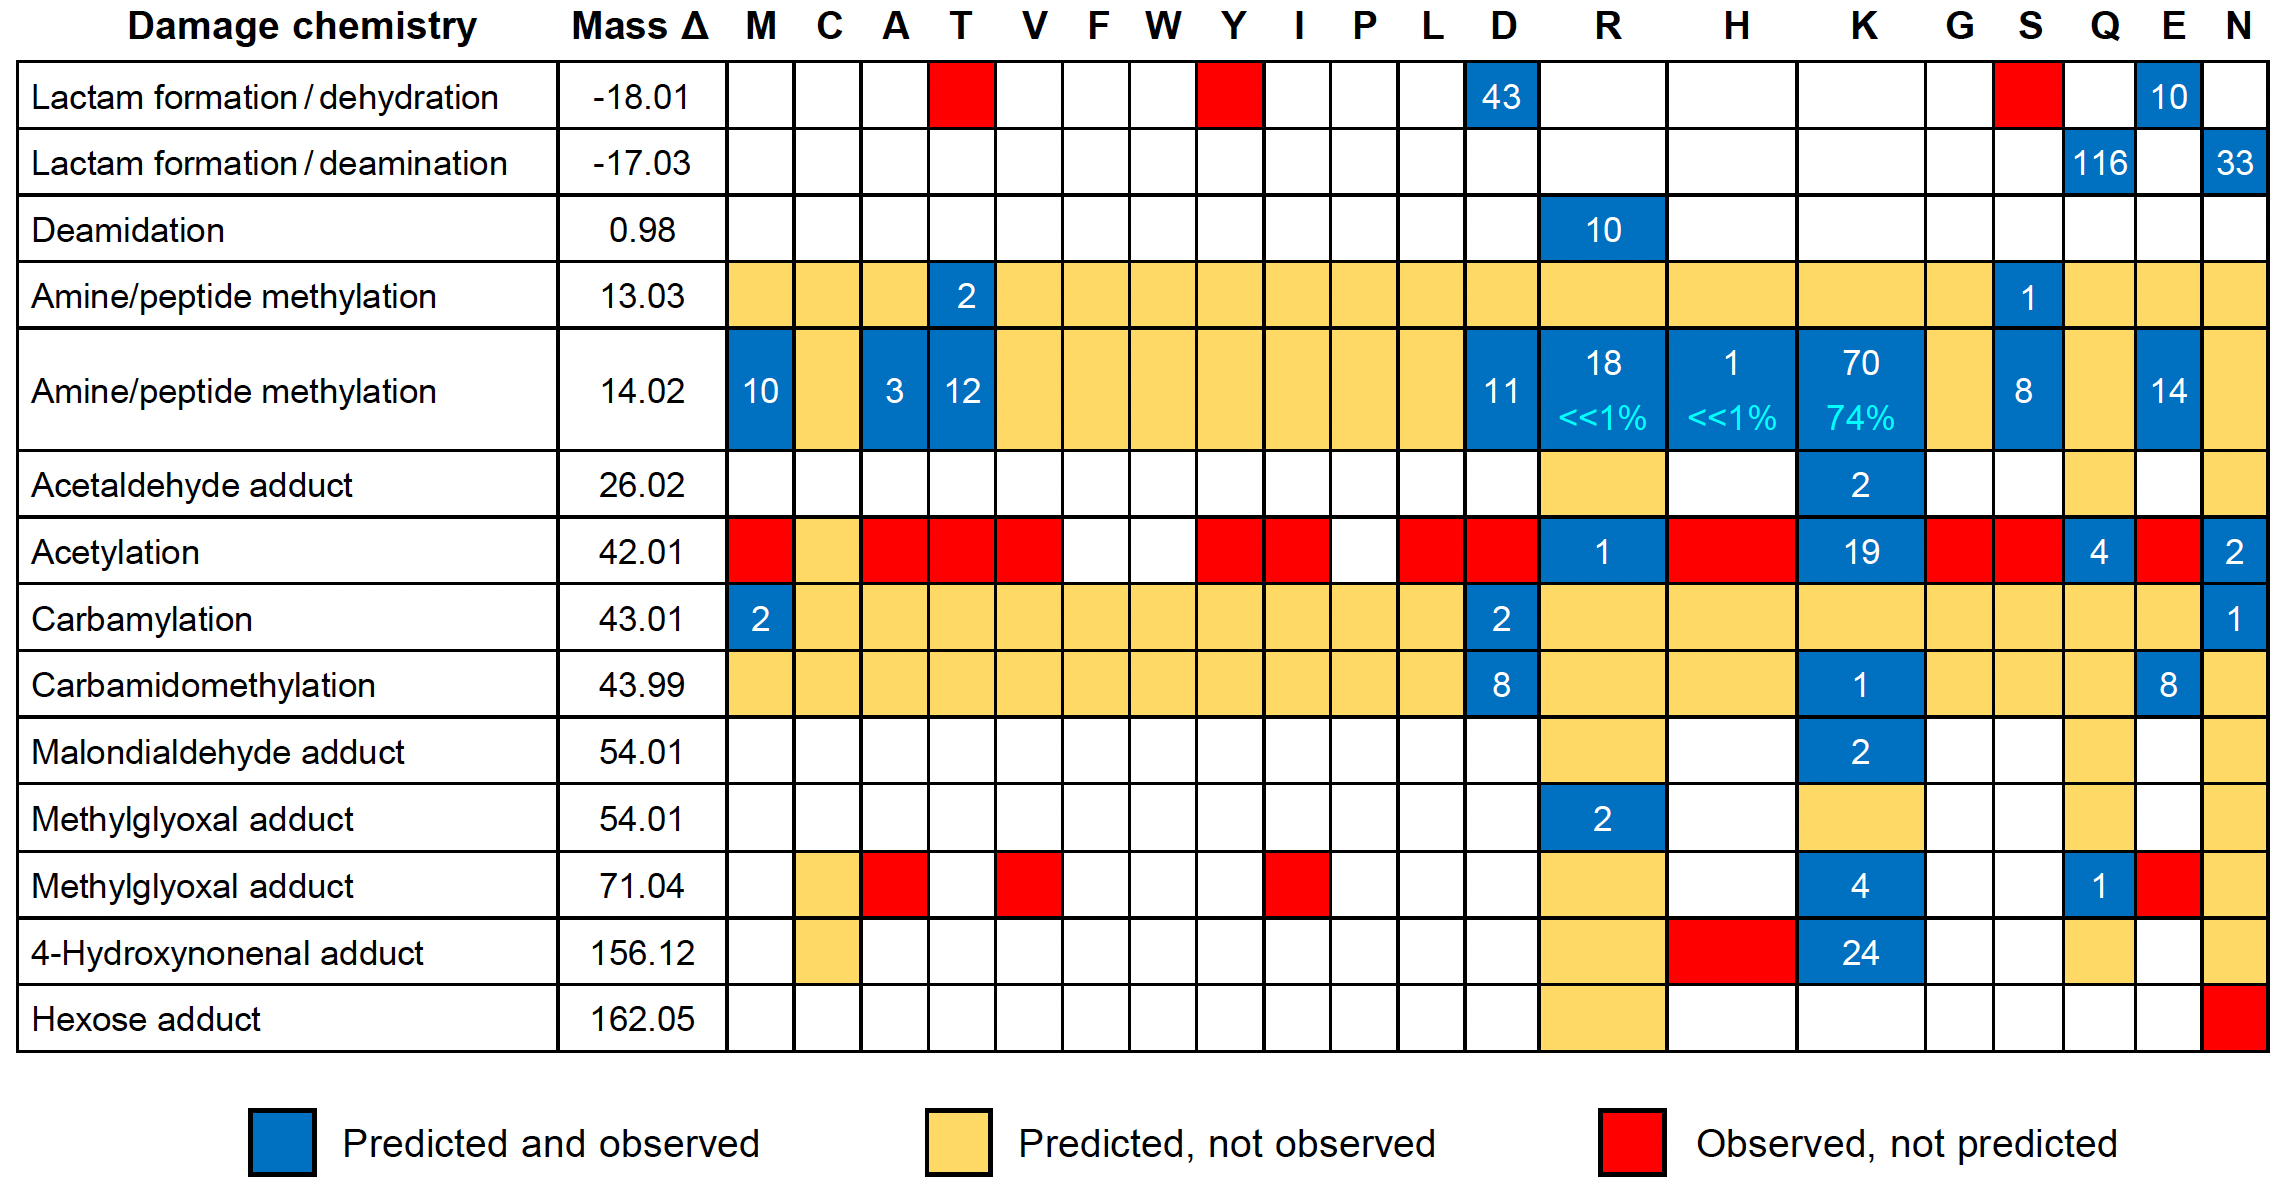 Damage chemistry Mass Δ M C A T V F W Y I P L D R H K G S Q E N
Lactam formation / dehydration -18.01 43 10
Lactam formation / deamination -17.03 116 33
Deamidation 0.98 10
Amine/peptide methylation 13.03 2 1
Amine/peptide methylation 14.02 10 3 12 11 18 1 70 8 14
<<1% <<1% 74%
Acetaldehyde adduct 26.02 2
Acetylation 42.01 1 19 4 2
Carbamylation 43.01 2 2 1
Carbamidomethylation 43.99 8 1 8
Malondialdehyde adduct 54.01 2
Methylglyoxal adduct 54.01 2
Methylglyoxal adduct 71.04 4 1
4-Hydroxynonenal adduct 156.12 24
Hexose adduct 162.05
Predicted and observed Predicted, not observed Observed, not predicted